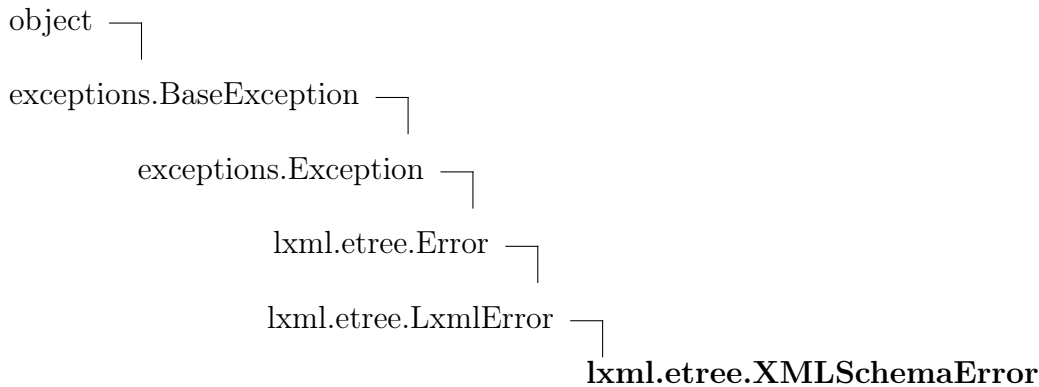 object
exceptions.BaseException
exceptions.Exception
lxml.etree.Error
lxml.etree.LxmlError
lxml.etree.XMLSchemaError